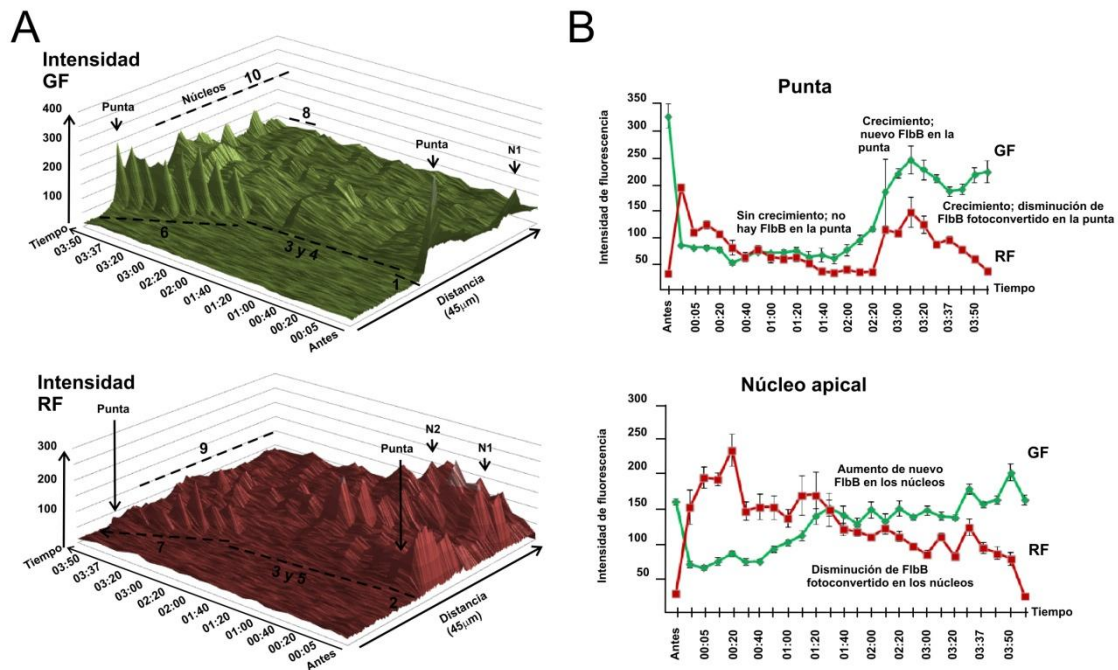 A
Intensidad
GF
400
300
200
100
Punta
Núcleos
10
8
Punta
N1
6
3 y 4
1
Tiempo
03:50
03:37
03:20
03:00
02:20
02:00
01:40
01:20
01:00
00:40
00:20
00:05
Antes
Distancia
(45µm)
Intensidad
RF
300
200
100
Punta
9
Punta
N2
N1
7
3 y 5
2
Tiempo
03:50
03:37
03:20
03:00
02:20
02:00
01:40
01:20
01:00
00:40
00:20
00:05
Antes
Distancia
(45µm)
B
Punta
Intensidad de fluorescencia
350
300
250
200
150
100
50
Crecimiento;
nuevo FlbB en la
punta
GF
Sin crecimiento; no
hay FlbB en la punta
Crecimiento; disminución de
FlbB fotoconvertido en la punta
RF
Tiempo
Antes
00:05
00:20
00:40
01:00
01:20
01:40
02:00
02:20
03:00
03:20
03:37
03:50
Núcleo apical
Intensidad de fluorescencia
300
250
200
150
100
50
Aumento de nuevo
FlbB en los núcleos
GF
RF
Disminución de FlbB
fotoconvertido en los núcleos
Tiempo
Antes
00:05
00:20
00:40
01:00
01:20
01:40
02:00
02:20
03:00
03:20
03:37
03:50